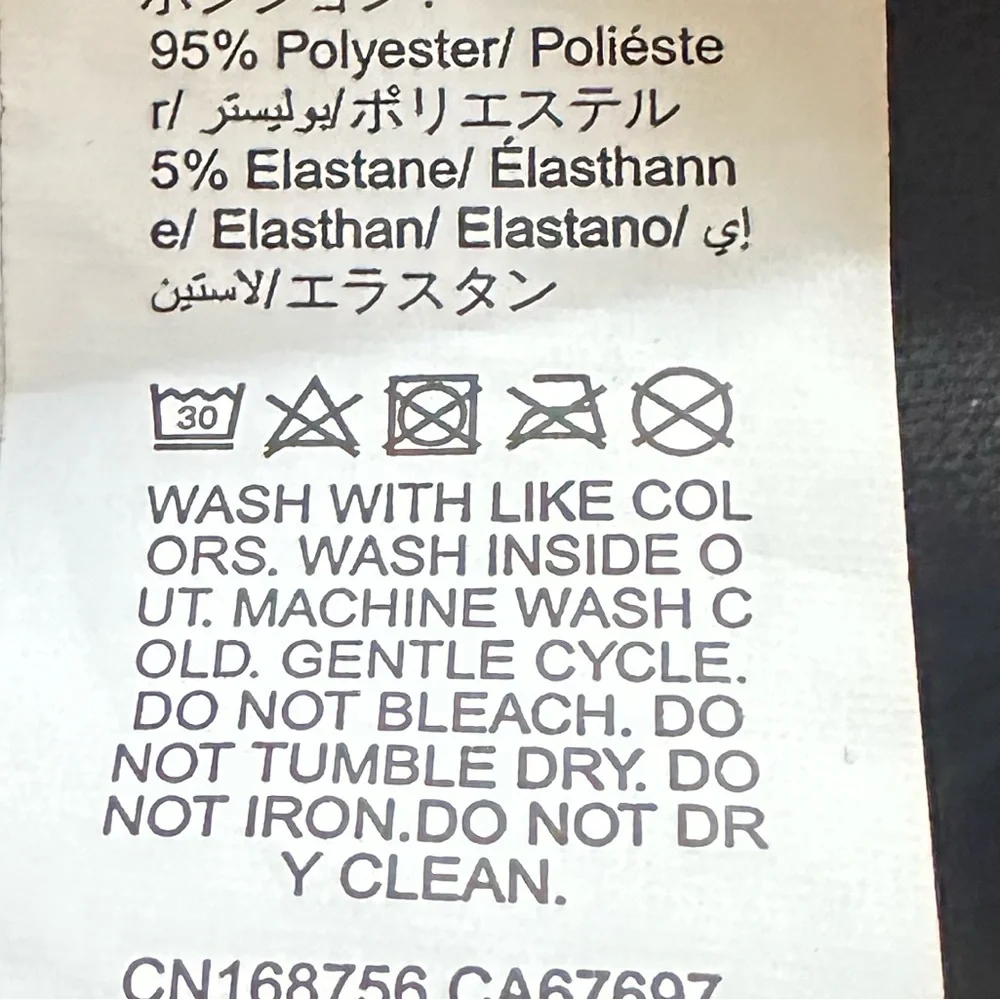 95% Polyester/ Poliéste
r/ بوليستر/ポリエステル
5% Elastane/ Élasthann
e/ Elasthan/ Elastano/ إي
لاستين/エラスタン
30
WASH WITH LIKE COL
ORS. WASH INSIDE O
UT. MACHINE WASH C
OLD. GENTLE CYCLE.
DO NOT BLEACH. DO
NOT TUMBLE DRY. DO
NOT IRON.DO NOT DR
Y CLEAN.
CN168756 CA67697